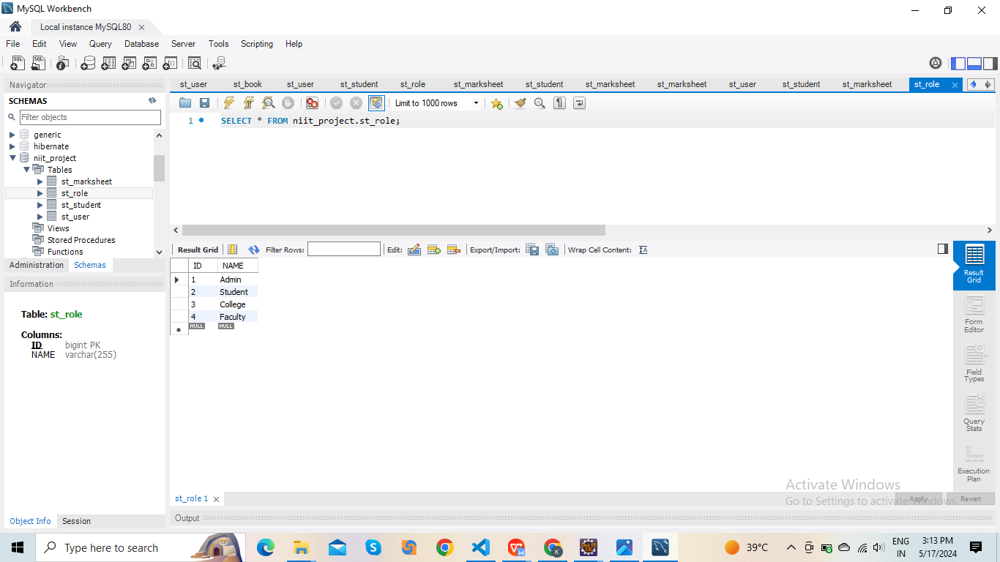 MySQL Workbench
Local instance MySQL80
File Edit View Query Database Server Tools Scripting Help
Navigator
SCHEMAS
Filter objects
generic
hibernate
niit_project
Tables
st_marksheet
st_role
st_student
st_user
Views
Stored Procedures
Functions
Administration Schemas
Information
Table: st_role
Columns:
ID bigint PK
NAME varchar(255)
Object Info Session
st_user st_book st_user st_student st_role st_marksheet st_student st_marksheet st_marksheet st_user st_student st_marksheet st_role
Limit to 1000 rows
1 SELECT * FROM niit_project.st_role;
Result Grid Filter Rows: Edit: Export/Import: Wrap Cell Content:
ID NAME
1 Admin
2 Student
3 College
4 Faculty
NULL NULL
Result
Grid
Form
Editor
Field
Types
Query
Stats
Execution
Plan
Activate Windows
Go to Settings to activate Windows.
Apply Revert
st_role 1
Output
Type here to search
39°C
ENG
IN
3:13 PM
5/17/2024